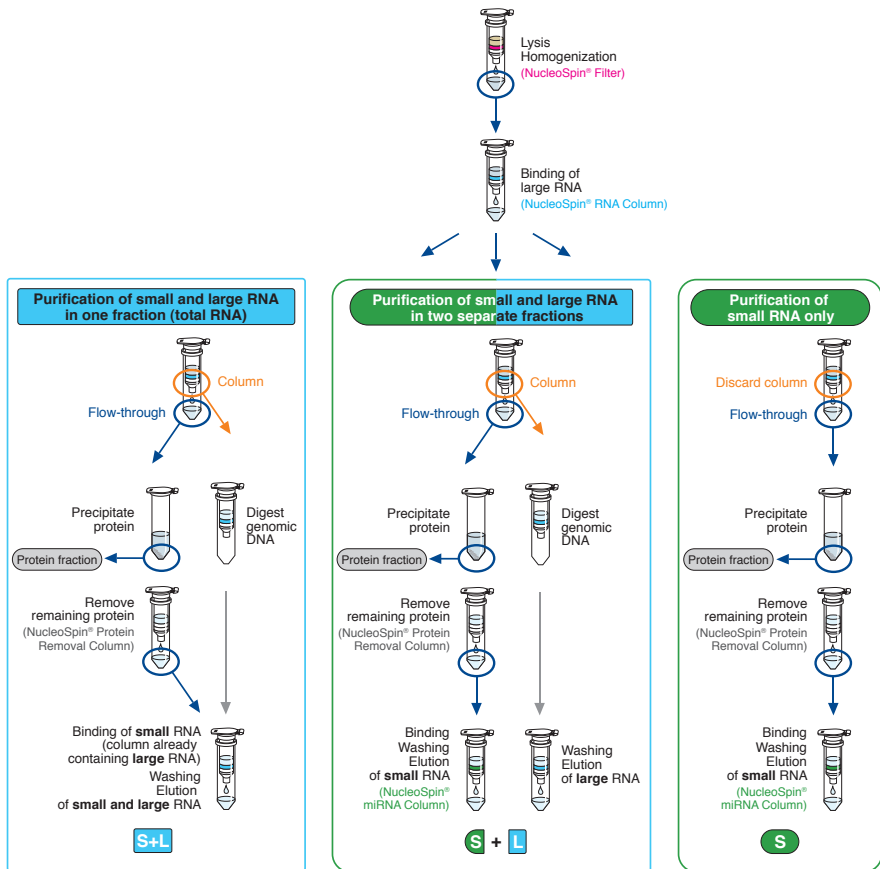 Lysis
Homogenization
(NucleoSpin® Filter)
Binding of
large RNA
(NucleoSpin® RNA Column)
Purification of small and large RNA
in one fraction (total RNA)
Column
Flow-through
Precipitate
protein
Digest
genomic
DNA
Protein fraction
Remove
remaining protein
(NucleoSpin® Protein
Removal Column)
Binding of small RNA
(column already
containing large RNA)
Washing
Elution
of small and large RNA
S+L
Purification of small and large RNA
in two separate fractions
Column
Flow-through
Precipitate
protein
Digest
genomic
DNA
Protein fraction
Remove
remaining protein
(NucleoSpin® Protein
Removal Column)
Binding
Washing
Elution
of small RNA
(NucleoSpin®
miRNA Column)
Washing
Elution
of large RNA
S + L
Purification of
small RNA only
Discard column
Flow-through
Precipitate
protein
Protein fraction
Remove
remaining protein
(NucleoSpin® Protein
Removal Column)
Binding
Washing
Elution
of small RNA
(NucleoSpin®
miRNA Column)
S